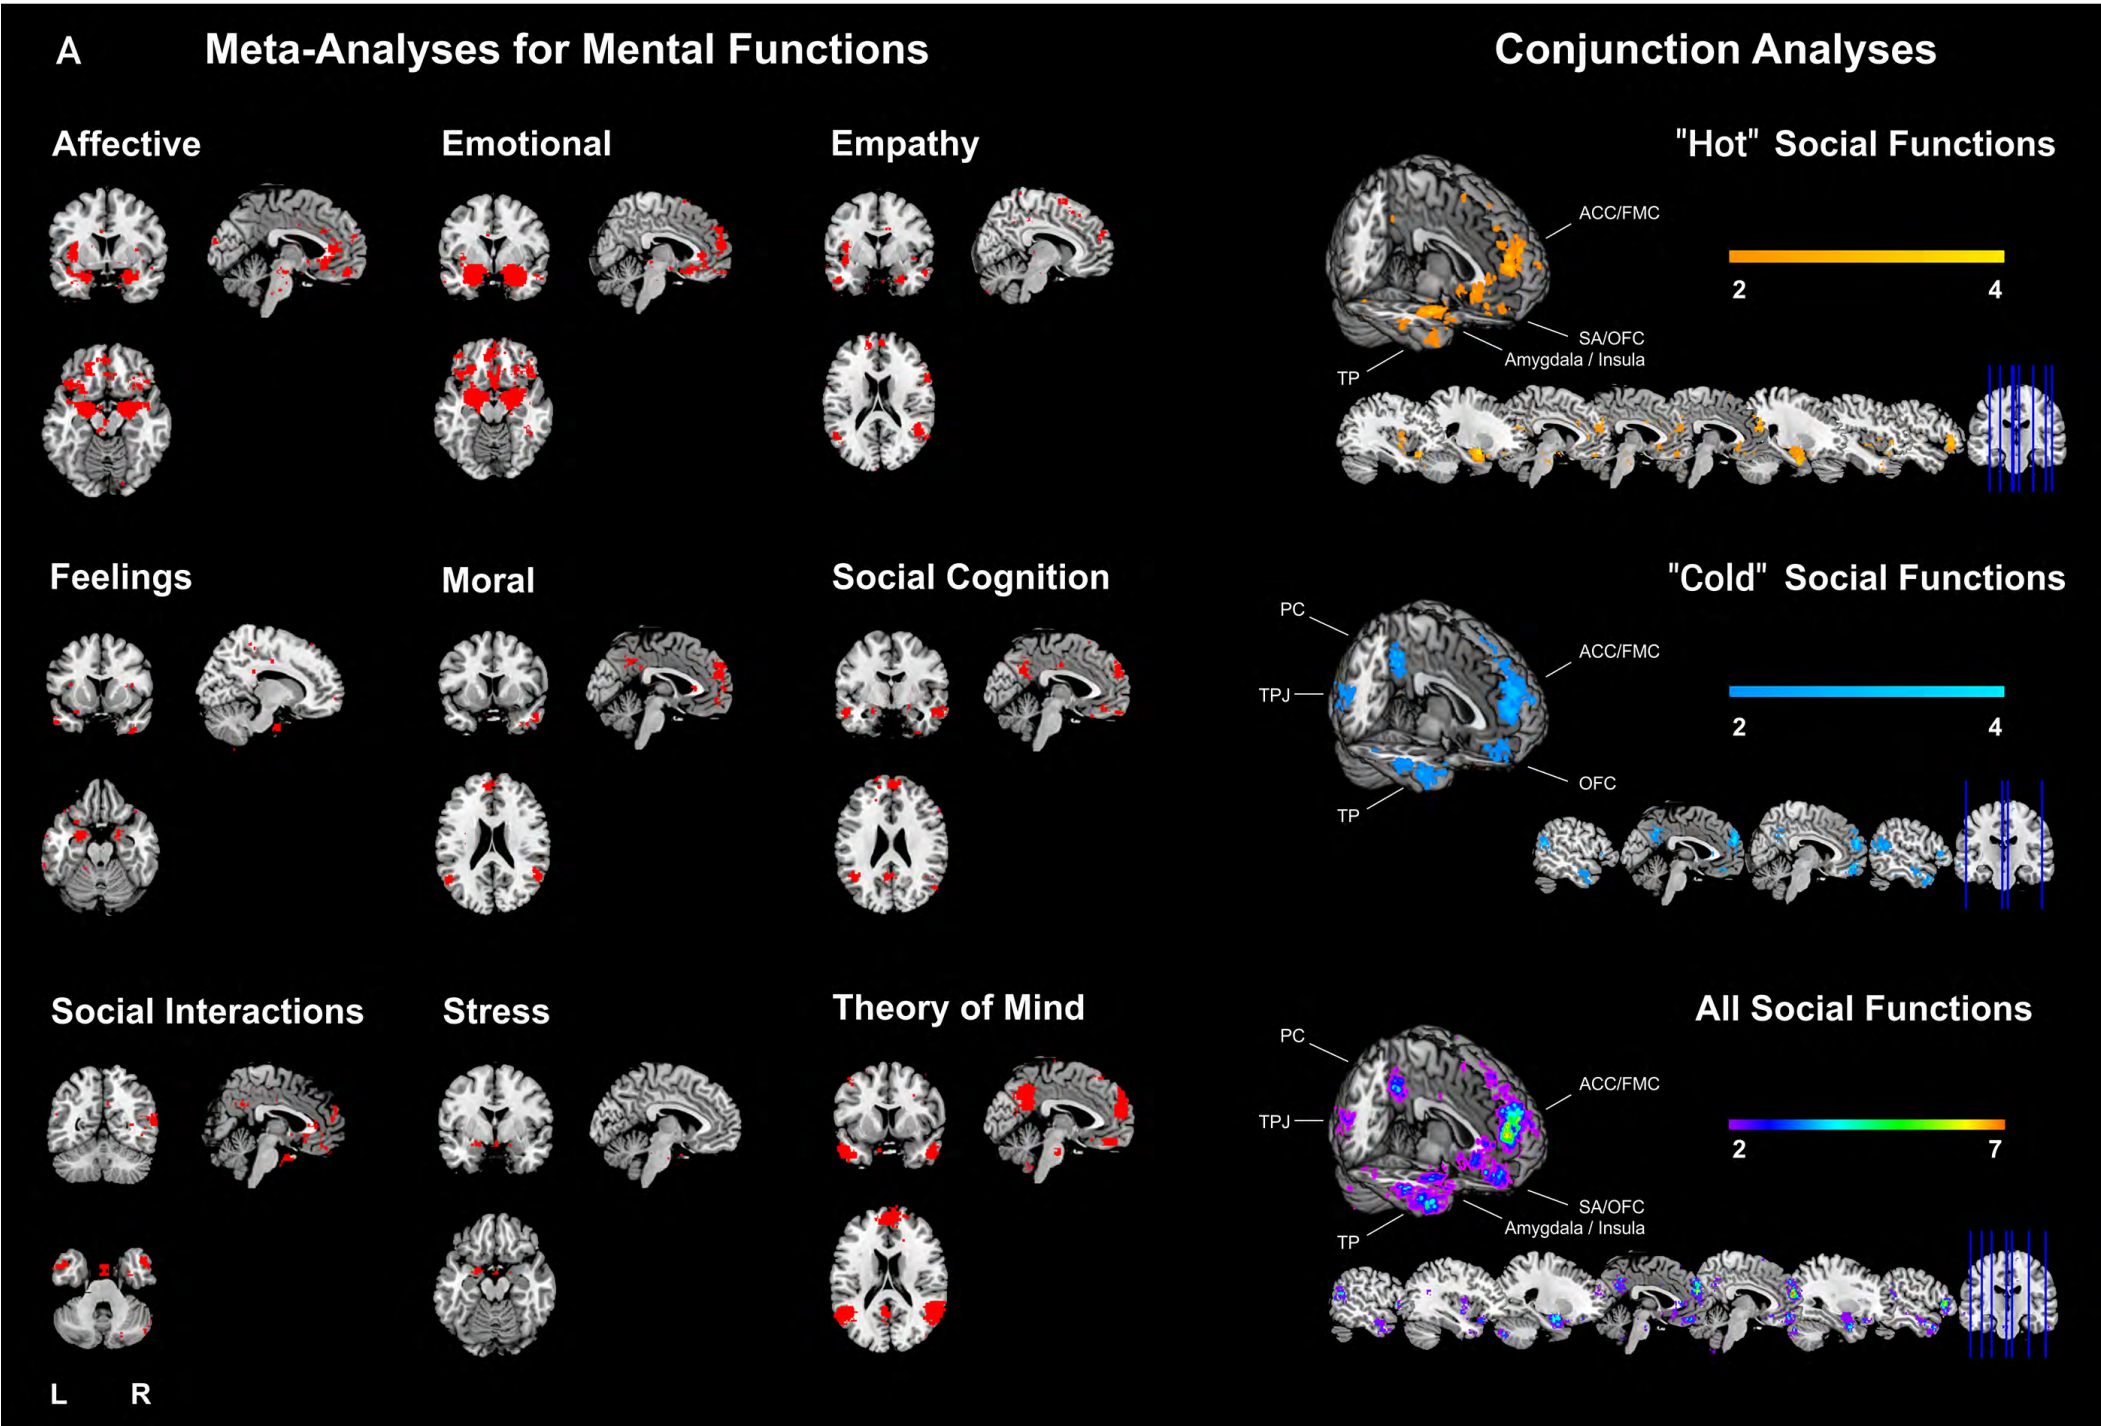 A
Meta-Analyses for Mental Functions
Conjunction Analyses
Affective
Emotional
Empathy
"Hot" Social Functions
ACC/FMC
2
4
SA/OFC
Amygdala / Insula
TP
Feelings
Moral
Social Cognition
"Cold" Social Functions
PC
ACC/FMC
TPJ
2
4
OFC
TP
Social Interactions
Stress
Theory of Mind
All Social Functions
PC
ACC/FMC
TPJ
2
7
SA/OFC
Amygdala / Insula
TP
L
R